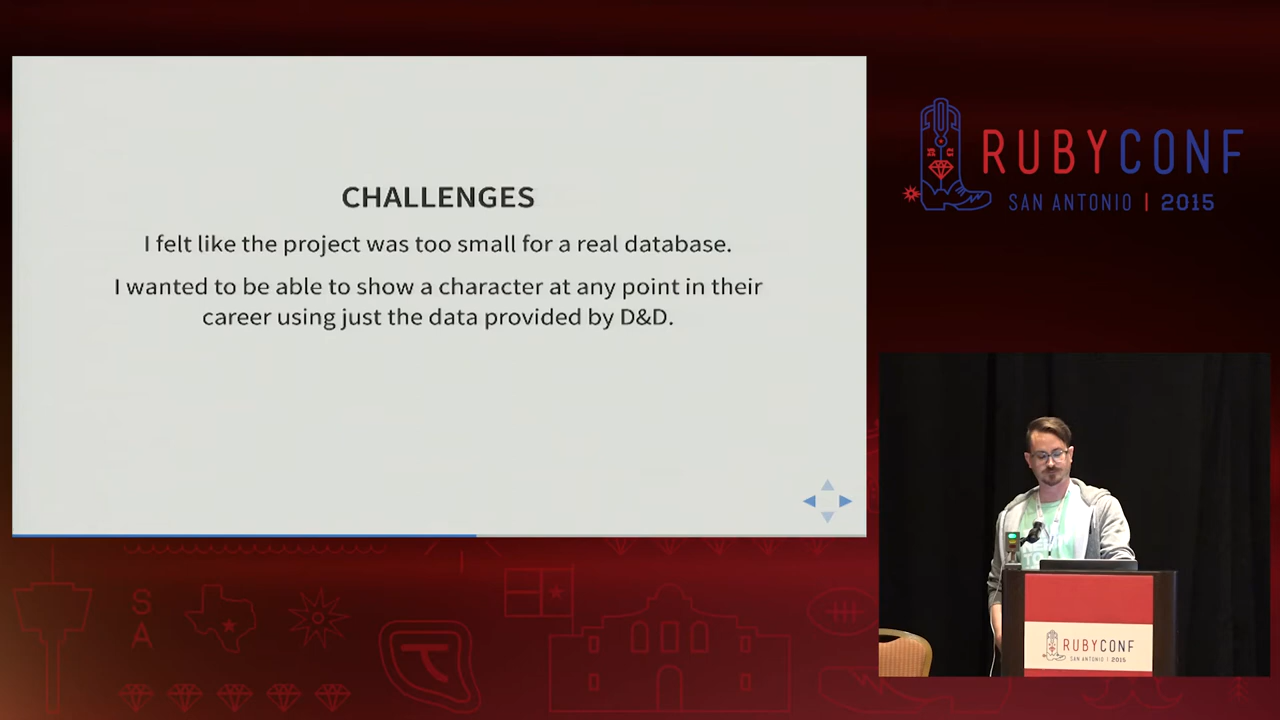 CHALLENGES
I felt like the project was too small for a real database.
I wanted to be able to show a character at any point in their
career using just the data provided by D&D.
RUBYCONF
SAN ANTONIO | 2015
S
A
RUBYCONF
SAN ANTONIO | 2015